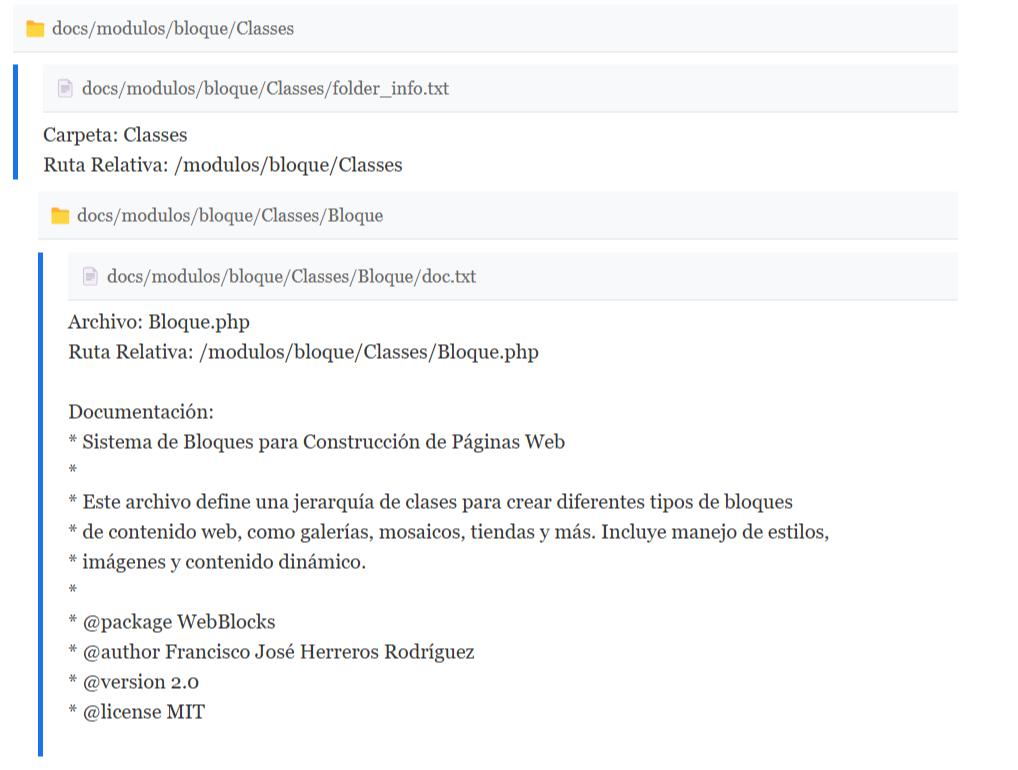 docs/modulos/bloque/Classes
docs/modulos/bloque/Classes/folder_info.txt
Carpeta: Classes
Ruta Relativa: /modulos/bloque/Classes
docs/modulos/bloque/Classes/Bloque
docs/modulos/bloque/Classes/Bloque/doc.txt
Archivo: Bloque.php
Ruta Relativa: /modulos/bloque/Classes/Bloque.php
Documentación:
* Sistema de Bloques para Construcción de Páginas Web
*
* Este archivo define una jerarquía de clases para crear diferentes tipos de bloques
* de contenido web, como galerías, mosaicos, tiendas y más. Incluye manejo de estilos,
* imágenes y contenido dinámico.
*
* @package WebBlocks
* @author Francisco José Herreros Rodríguez
* @version 2.0
* @license MIT